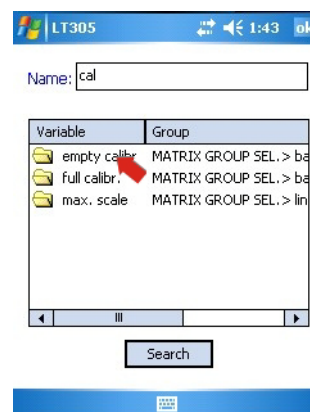 LT305 1:43 ok
Name: cal
Variable Group
empty calibr. MATRIX GROUP SEL.> ba
full calibr. MATRIX GROUP SEL.> ba
max. scale MATRIX GROUP SEL.> lin
Search